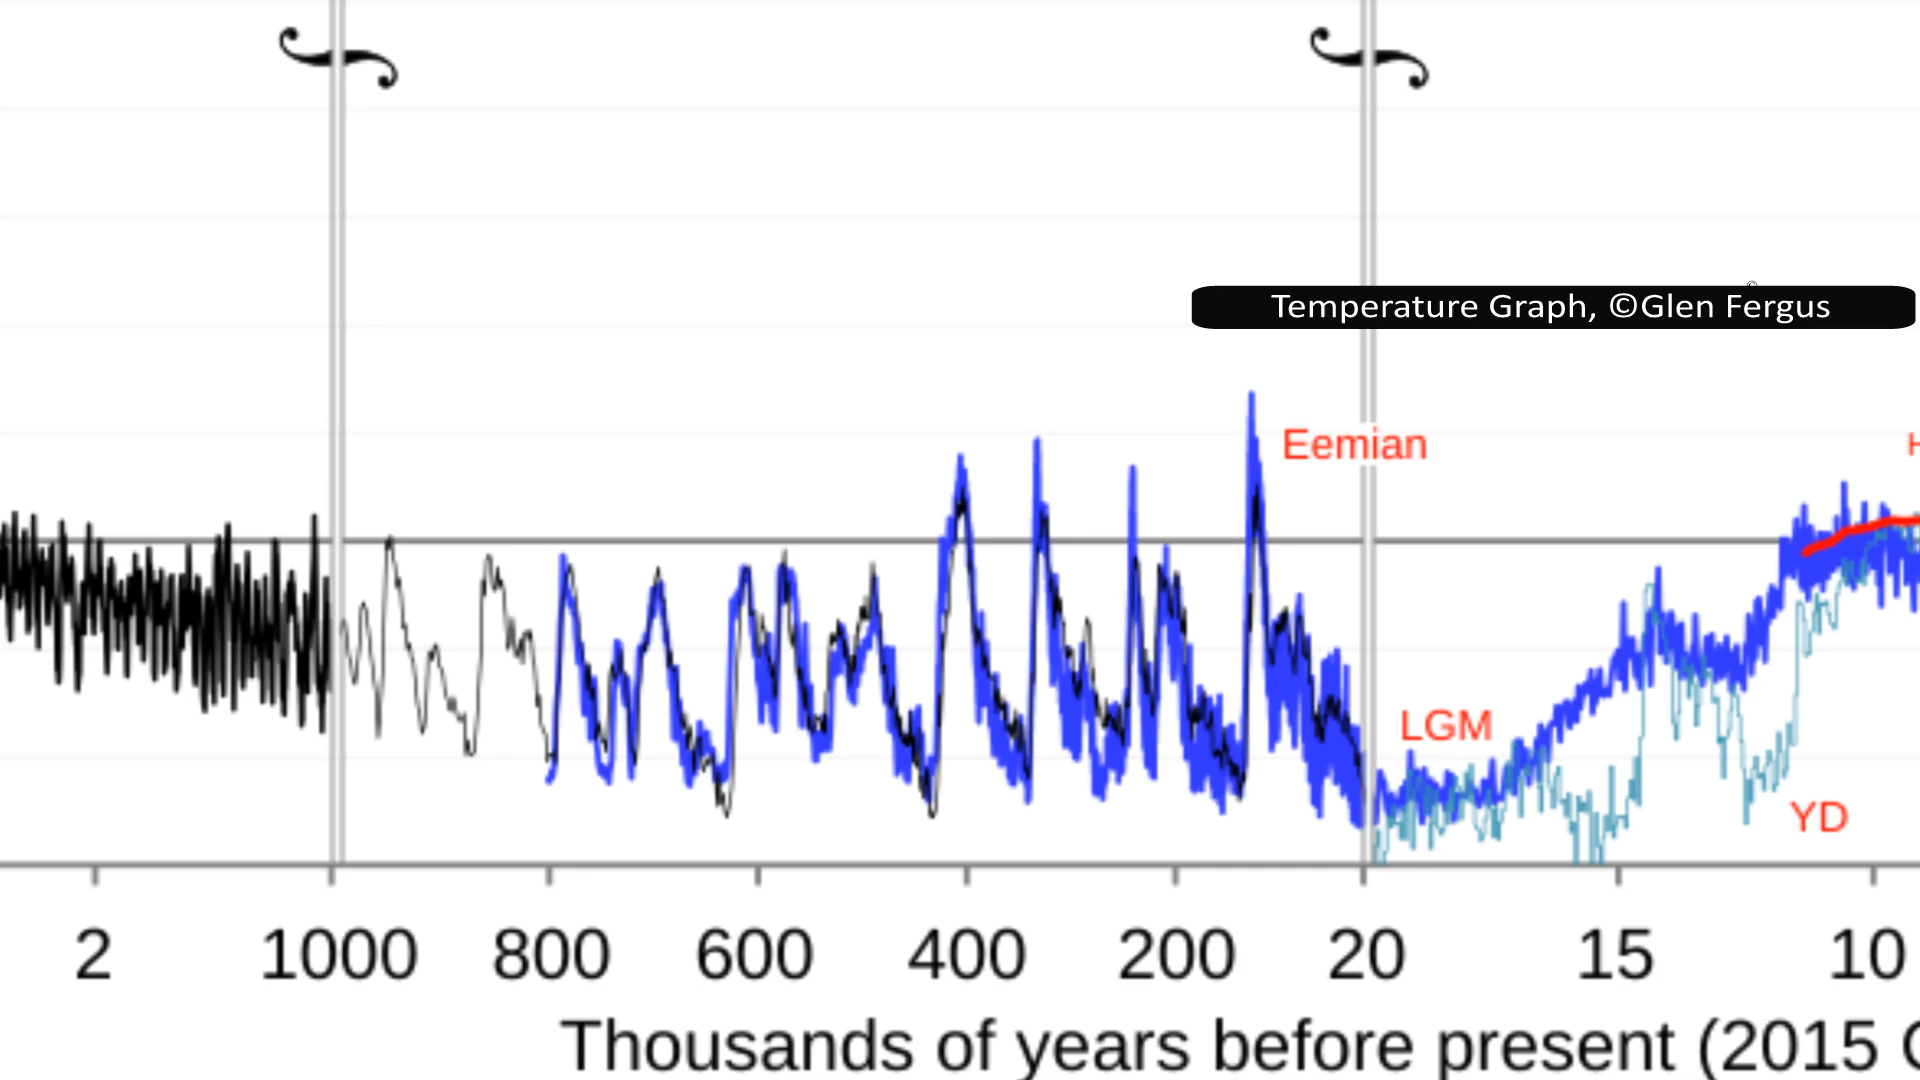 Temperature Graph, ©Glen Fergus
Eemian
H
LGM
YD
2 1000 800 600 400 200 20 15 10
Thousands of years before present (2015 C